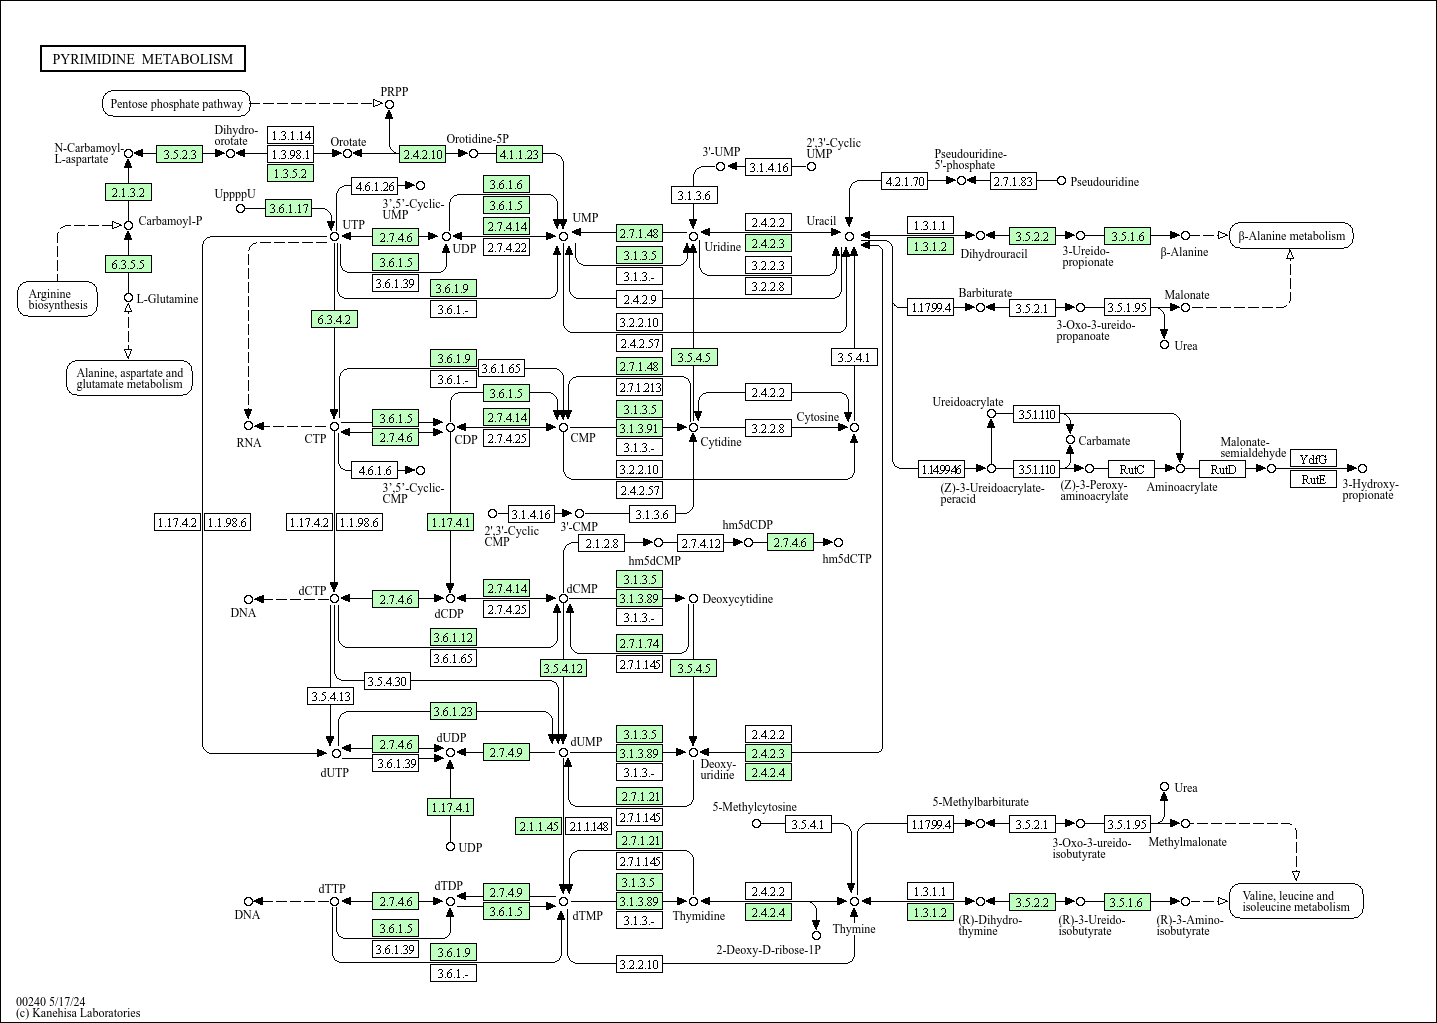 PYRIMIDINE METABOLISM
Pentose phosphate pathway
PRPP
N-Carbamoyl-
L-aspartate
3.5.2.3
Dihydro-
orotate
1.3.1.14
1.3.98.1
1.3.5.2
Orotate
2.4.2.10
Orotidine-5P
4.1.1.23
2.1.3.2
Carbamoyl-P
6.3.5.5
L-Glutamine
Arginine
biosynthesis
Alanine, aspartate and
glutamate metabolism
UppppU
3.6.1.17
4.6.1.26
3',5'-Cyclic-
UMP
3.6.1.6
3.6.1.5
2.7.4.14
2.7.4.22
UTP
2.7.4.6
3.6.1.5
3.6.1.39
UDP
3.6.1.9
3.6.1.-
UMP
2.7.1.48
3.1.3.5
3.1.3.-
2.4.2.9
3.2.2.10
2.4.2.57
3'-UMP
3.1.4.16
2',3'-Cyclic
UMP
3.1.3.6
Uridine
2.4.2.2
2.4.2.3
3.2.2.3
3.2.2.8
Uracil
4.2.1.70
Pseudouridine-
5'-phosphate
2.7.1.83
Pseudouridine
1.3.1.1
1.3.1.2
Dihydrouracil
3.5.2.2
3-Ureido-
propionate
3.5.1.6
β-Alanine
β-Alanine metabolism
1.1.99.4
Barbiturate
3.5.2.1
3-Oxo-3-ureido-
propanoate
3.5.1.95
Malonate
Urea
6.3.4.2
3.6.1.9
3.6.1.-
3.6.1.65
2.7.1.48
2.7.1.213
3.5.4.5
3.5.4.1
RNA
CTP
3.6.1.5
2.7.4.6
CDP
3.6.1.5
2.7.4.14
2.7.4.25
CMP
3.1.3.5
3.1.3.91
3.1.3.-
3.2.2.10
2.4.2.57
Cytidine
2.4.2.2
3.2.2.8
Cytosine
4.6.1.6
3',5'-Cyclic-
CMP
Ureidoacrylate
3.5.1.110
Carbamate
1.14.99.46
(Z)-3-Ureidoacrylate-
peracid
3.5.1.110
(Z)-3-Peroxy-
aminoacrylate
RutC
Aminoacrylate
RutD
Malonate-
semialdehyde
YdfG
RutE
3-Hydroxy-
propionate
1.17.4.2
1.1.98.6
1.17.4.2
1.1.98.6
1.17.4.1
2',3'-Cyclic
CMP
3.1.4.16
3'-CMP
3.1.3.6
2.1.2.8
hm5dCMP
2.7.4.12
hm5dCDP
2.7.4.6
hm5dCTP
DNA
dCTP
2.7.4.6
dCDP
2.7.4.14
2.7.4.25
dCMP
3.1.3.5
3.1.3.89
3.1.3.-
Deoxycytidine
3.6.1.12
3.6.1.65
2.7.1.74
2.7.1.145
3.5.4.12
3.5.4.5
3.5.4.30
3.5.4.13
3.6.1.23
dUTP
2.7.4.6
3.6.1.39
dUDP
2.7.4.9
dUMP
3.1.3.5
3.1.3.89
3.1.3.-
Deoxy-
uridine
2.4.2.2
2.4.2.3
2.4.2.4
2.7.1.21
2.7.1.145
1.17.4.1
UDP
2.1.1.45
2.1.1.148
2.7.1.21
2.7.1.145
5-Methylcytosine
3.5.4.1
1.1.99.4
5-Methylbarbiturate
3.5.2.1
3-Oxo-3-ureido-
isobutyrate
3.5.1.95
Urea
Methylmalonate
DNA
dTTP
2.7.4.6
dTDP
2.7.4.9
3.6.1.5
dTMP
3.1.3.5
3.1.3.89
3.1.3.-
Thymidine
2.4.2.2
2.4.2.4
2-Deoxy-D-ribose-1P
Thymine
1.3.1.1
1.3.1.2
(R)-Dihydro-
thymine
3.5.2.2
(R)-3-Ureido-
isobutyrate
3.5.1.6
(R)-3-Amino-
isobutyrate
Valine, leucine and
isoleucine metabolism
3.6.1.5
3.6.1.39
3.6.1.9
3.6.1.-
3.2.2.10
00240 5/17/24
(c) Kanehisa Laboratories